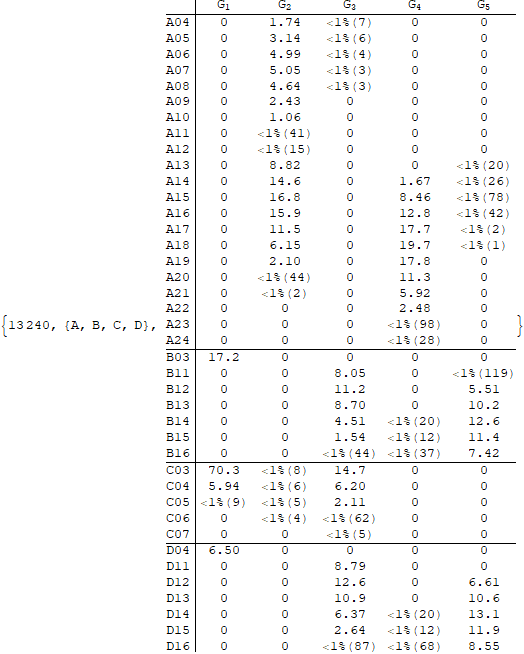 G1 G2 G3 G4 G5
A04 0 1.74 <1%(7) 0 0
A05 0 3.14 <1%(6) 0 0
A06 0 4.99 <1%(4) 0 0
A07 0 5.05 <1%(3) 0 0
A08 0 4.64 <1%(3) 0 0
A09 0 2.43 0 0 0
A10 0 1.06 0 0 0
A11 0 <1%(41) 0 0 0
A12 0 <1%(15) 0 0 0
A13 0 8.82 0 0 <1%(20)
A14 0 14.6 0 1.67 <1%(26)
A15 0 16.8 0 8.46 <1%(78)
A16 0 15.9 0 12.8 <1%(42)
A17 0 11.5 0 17.7 <1%(2)
A18 0 6.15 0 19.7 <1%(1)
A19 0 2.10 0 17.8 0
A20 0 <1%(44) 0 11.3 0
A21 0 <1%(2) 0 5.92 0
A22 0 0 0 2.48 0
{13240, {A, B, C, D}, A23 0 0 0 <1%(98) 0 }
A24 0 0 0 <1%(28) 0
B03 17.2 0 0 0 0
B11 0 0 8.05 0 <1%(119)
B12 0 0 11.2 0 5.51
B13 0 0 8.70 0 10.2
B14 0 0 4.51 <1%(20) 12.6
B15 0 0 1.54 <1%(12) 11.4
B16 0 0 <1%(44) <1%(37) 7.42
C03 70.3 <1%(8) 14.7 0 0
C04 5.94 <1%(6) 6.20 0 0
C05 <1%(9) <1%(5) 2.11 0 0
C06 0 <1%(4) <1%(62) 0 0
C07 0 0 <1%(5) 0 0
D04 6.50 0 0 0 0
D11 0 0 8.79 0 0
D12 0 0 12.6 0 6.61
D13 0 0 10.9 0 10.6
D14 0 0 6.37 <1%(20) 13.1
D15 0 0 2.64 <1%(12) 11.9
D16 0 0 <1%(87) <1%(68) 8.55